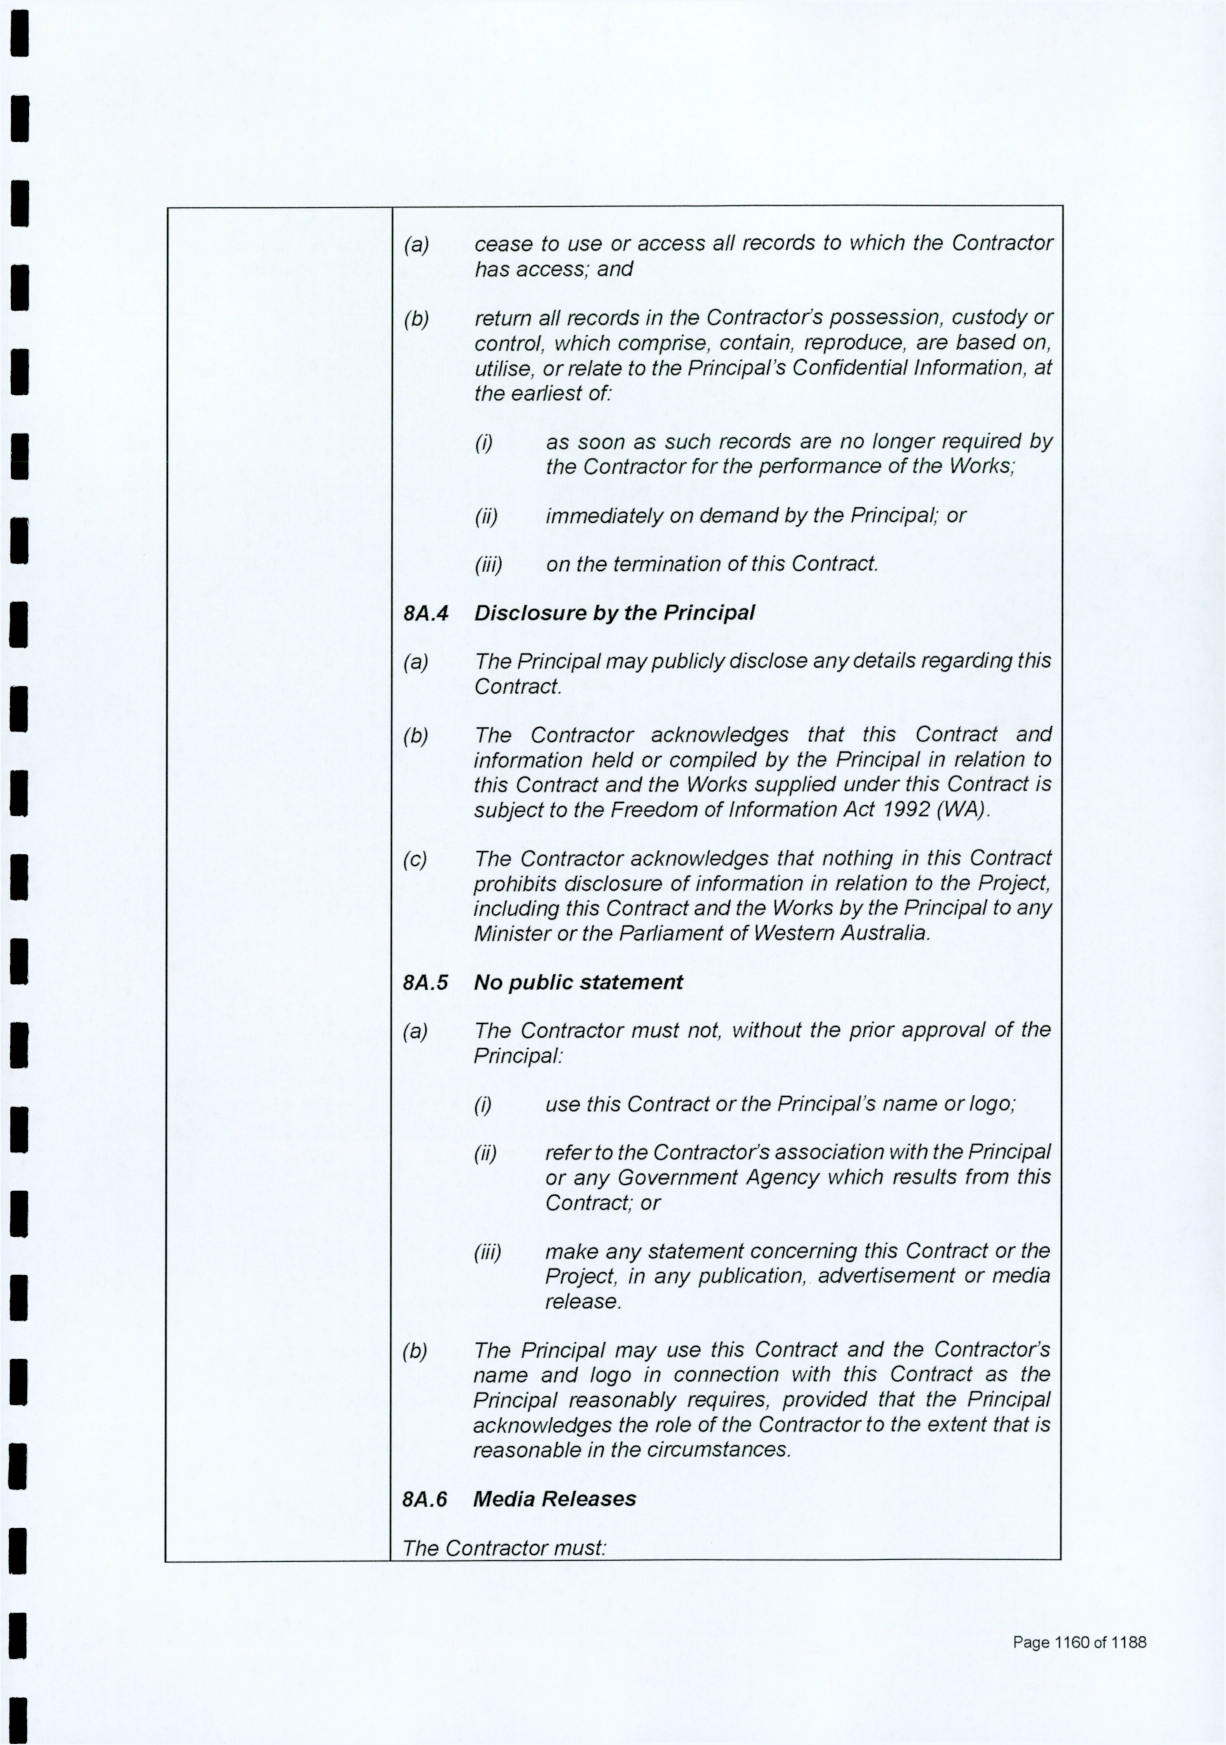 (a) cease to use or access all records to which the Contractor
has access; and
(b) return all records in the Contractor's possession, custody or
control, which comprise, contain, reproduce, are based on,
utilise, or relate to the Principal's Confidential Information, at
the earliest of:
(i) as soon as such records are no longer required by
the Contractor for the performance of the Works;
(ii) immediately on demand by the Principal; or
(iii) on the termination of this Contract.
8A.4 Disclosure by the Principal
(a) The Principal may publicly disclose any details regarding this
Contract.
(b) The Contractor acknowledges that this Contract and
information held or compiled by the Principal in relation to
this Contract and the Works supplied under this Contract is
subject to the Freedom of Information Act 1992 (WA).
(c) The Contractor acknowledges that nothing in this Contract
prohibits disclosure of information in relation to the Project,
including this Contract and the Works by the Principal to any
Minister or the Parliament of Western Australia.
8A.5 No public statement
(a) The Contractor must not, without the prior approval of the
Principal:
(i) use this Contract or the Principal's name or logo;
(ii) refer to the Contractor's association with the Principal
or any Government Agency which results from this
Contract; or
(iii) make any statement concerning this Contract or the
Project, in any publication, advertisement or media
release.
(b) The Principal may use this Contract and the Contractor's
name and logo in connection with this Contract as the
Principal reasonably requires, provided that the Principal
acknowledges the role of the Contractor to the extent that is
reasonable in the circumstances.
8A.6 Media Releases
The Contractor must:
Page 1160 of 1188